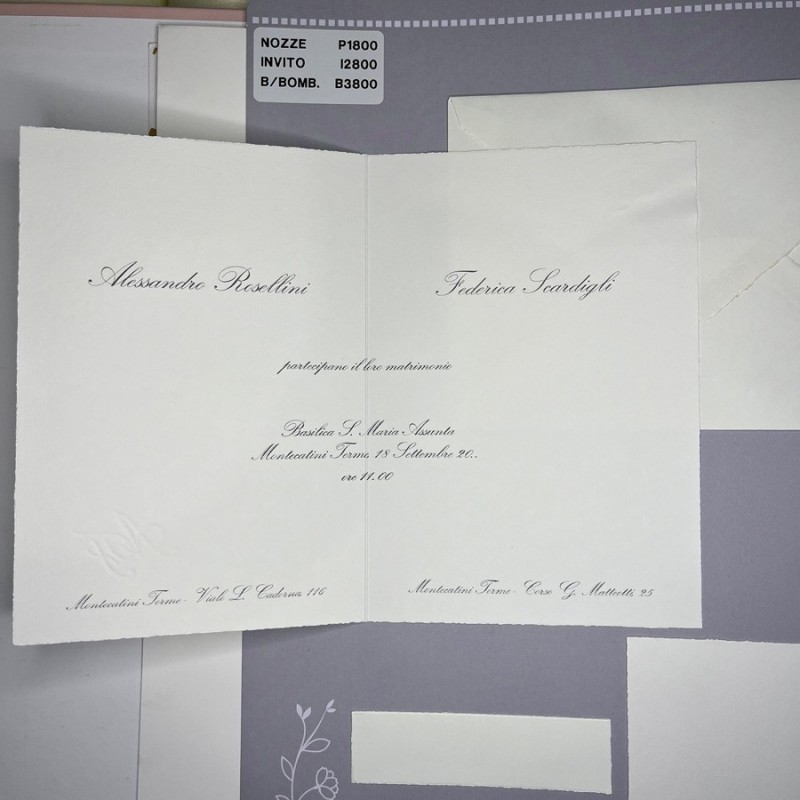 NOZZE P1800
INVITO I2800
B/BOMB. B3800
Alessandro Rosellini
Federica Scardigli
partecipano il loro matrimonio
Basilica S. Maria Assunta
Montecatini Terme, 18 Settembre 20..
ore 11.00
Montecatini Terme - Viale L. Cadorna, 116
Montecatini Terme - Corso G. Matteotti, 25